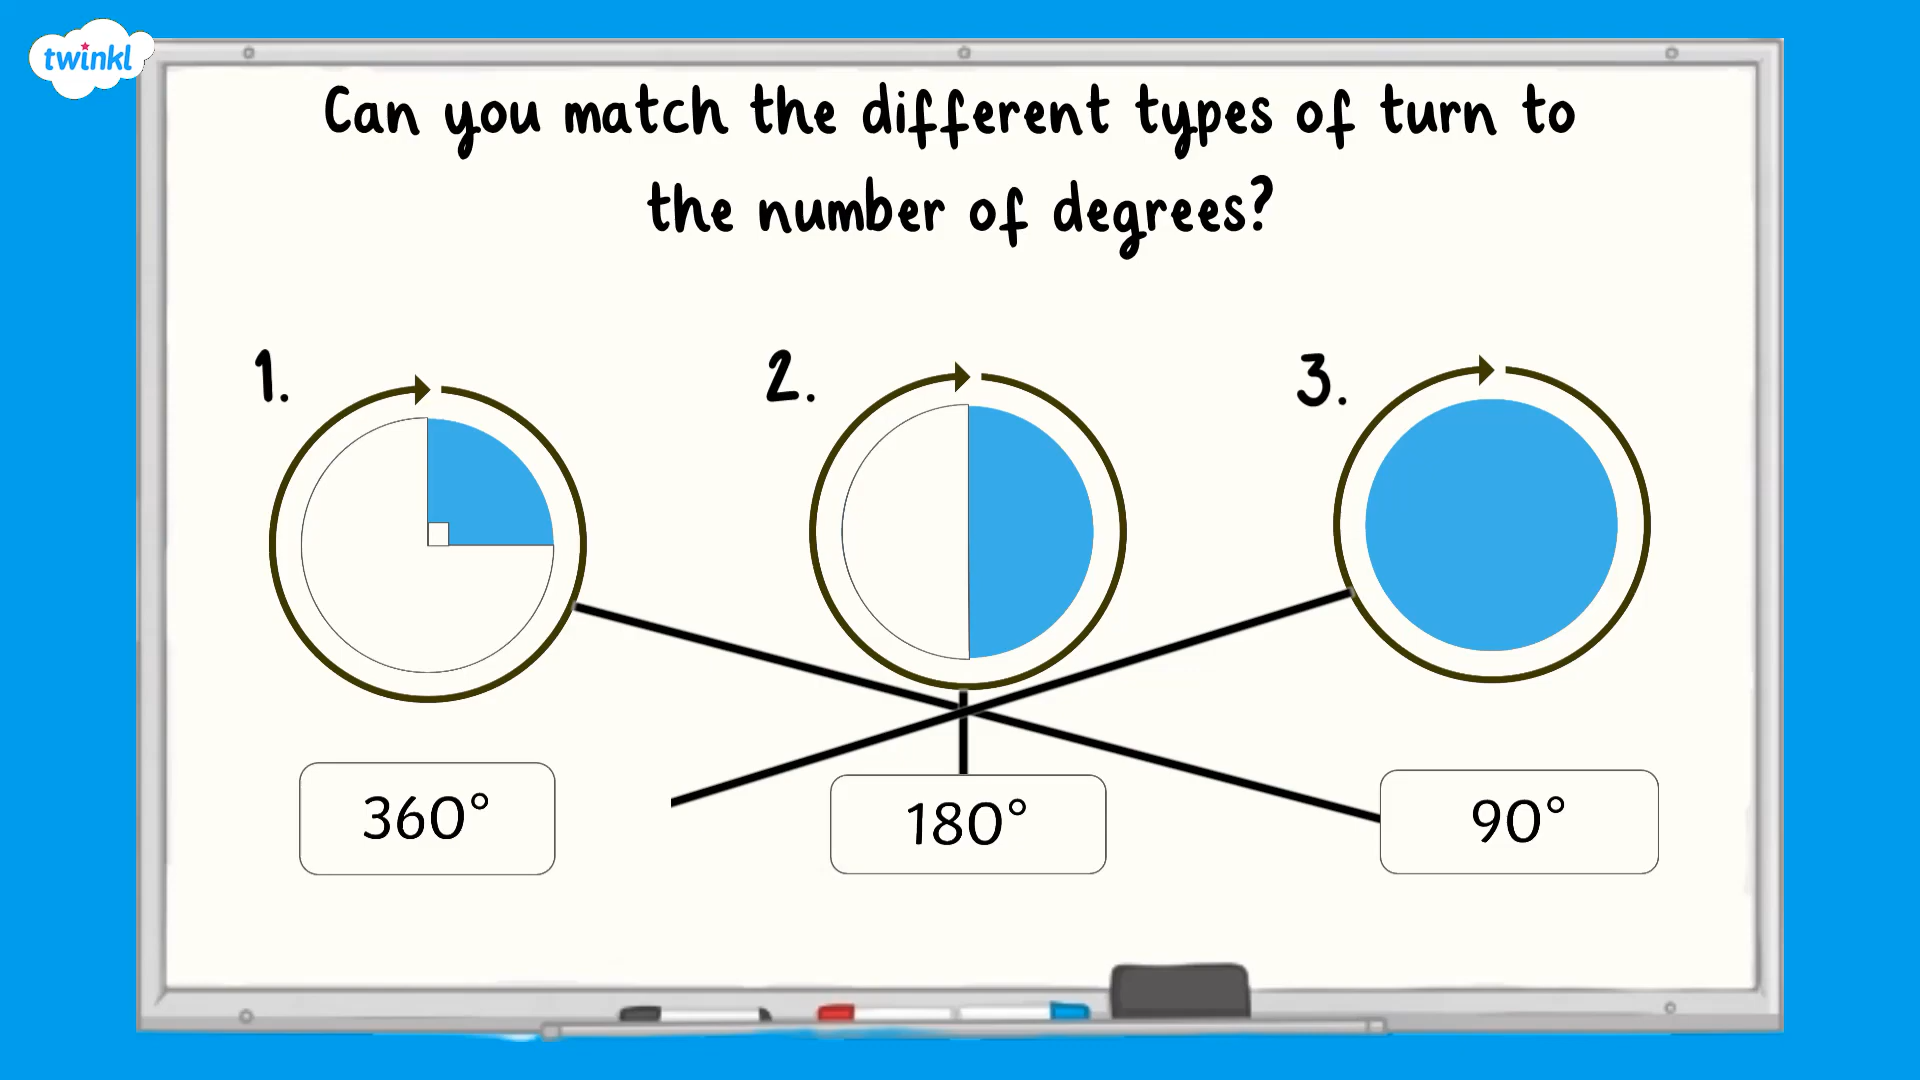 twinkl
Can you match the different types of turn to
the number of degrees?
1.
2.
3.
360°
180°
90°